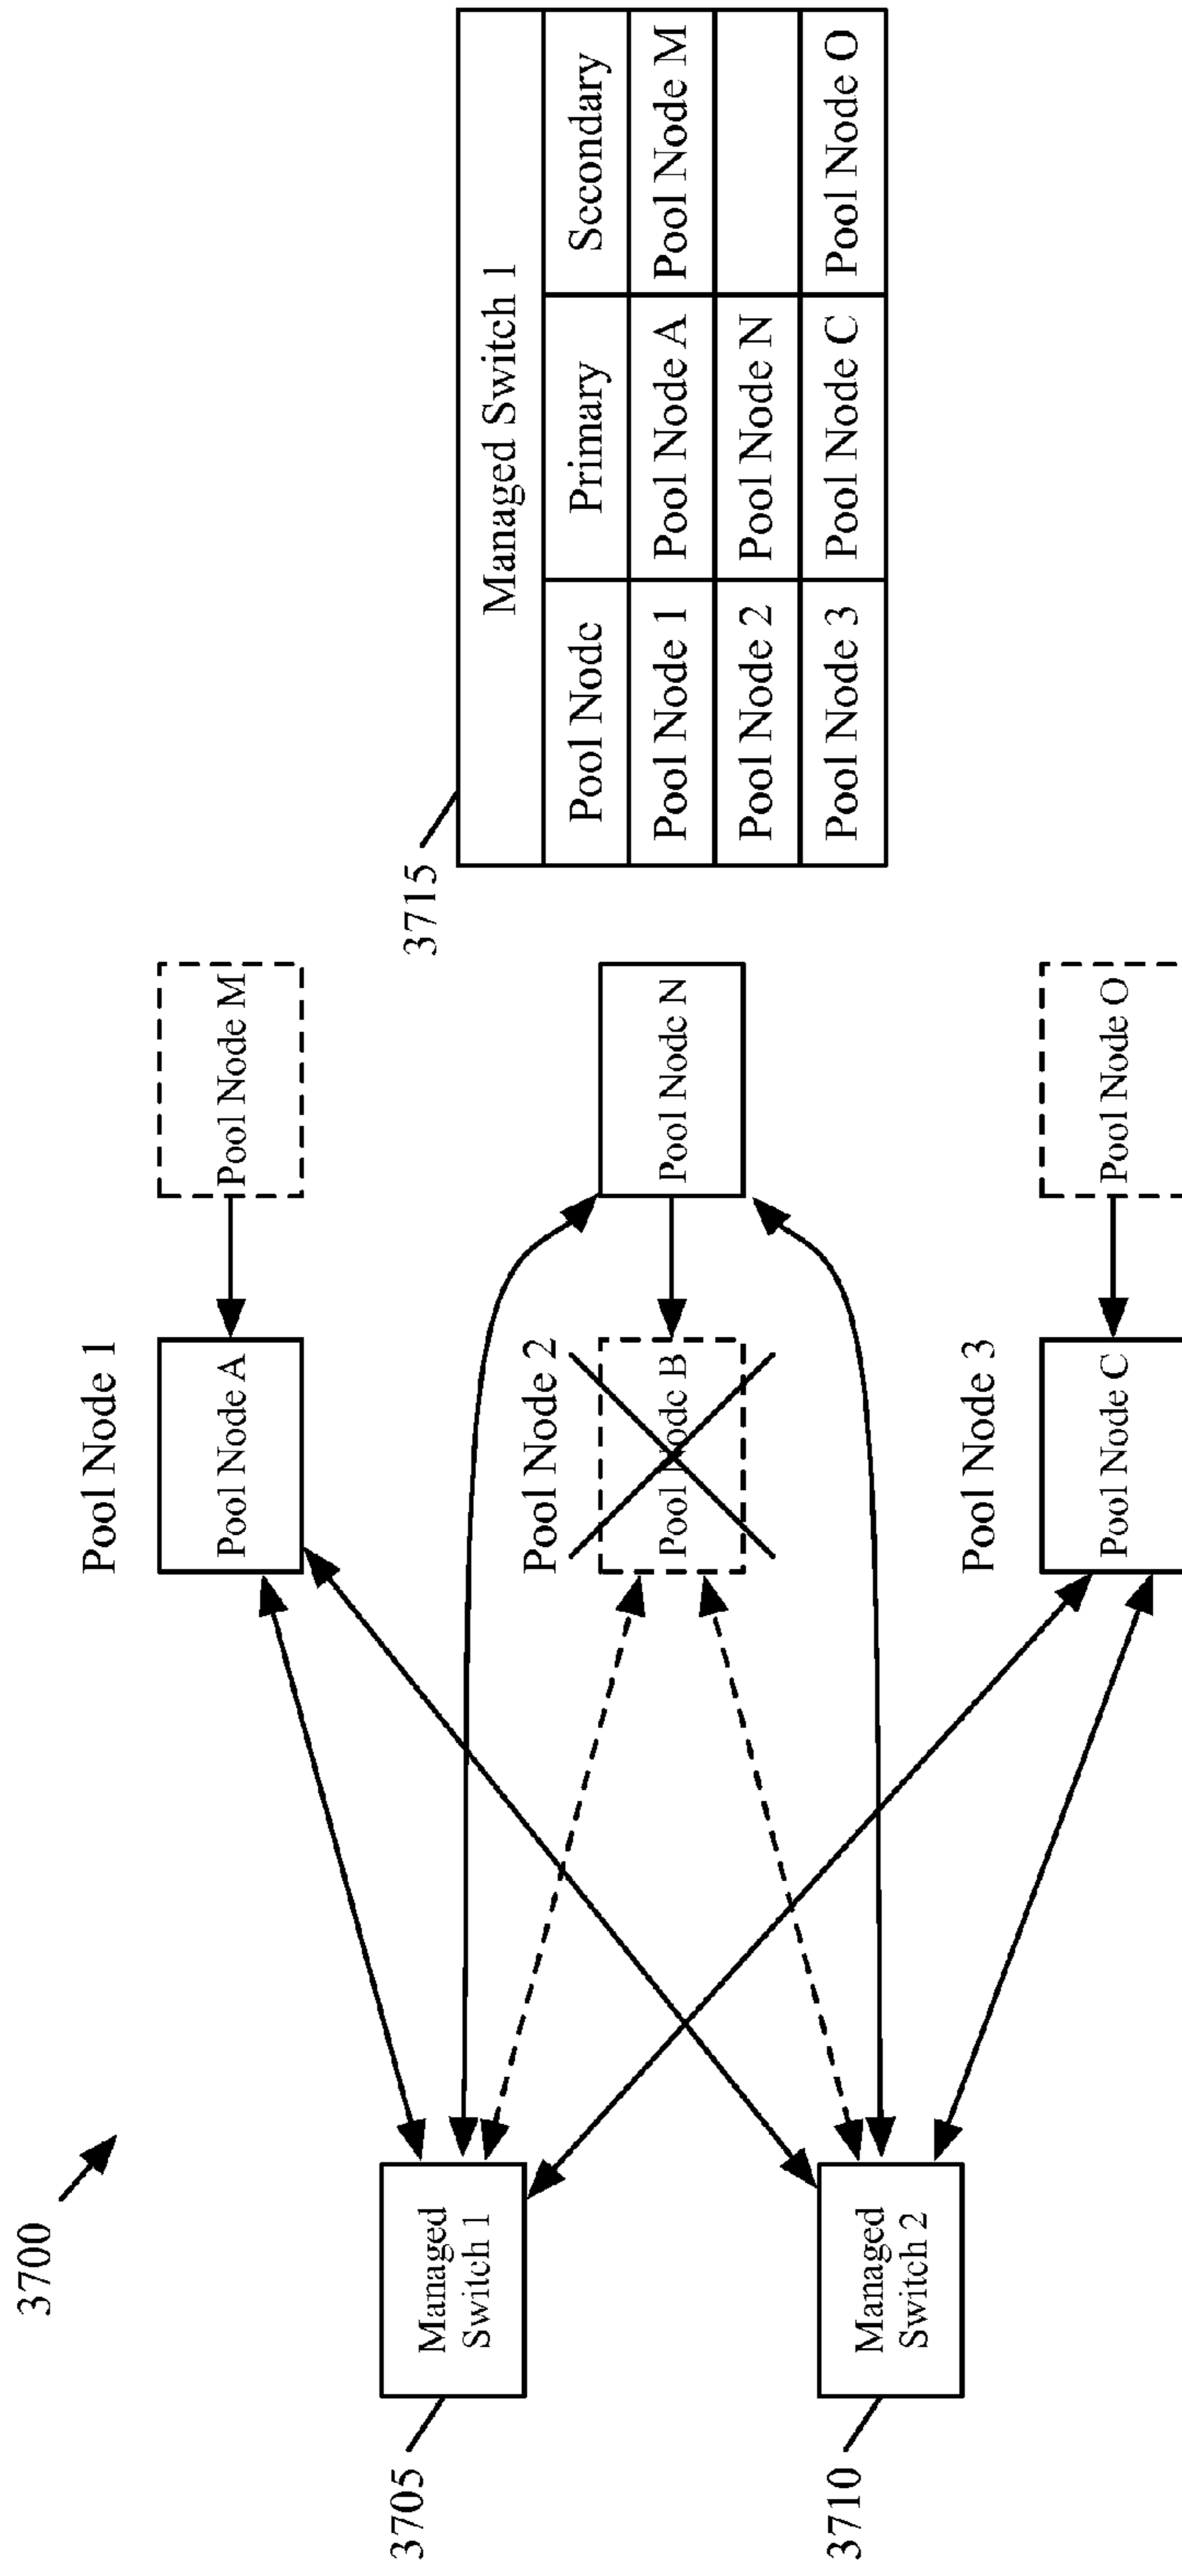 3700
3705
Managed
Switch 1
3710
Managed
Switch 2
Pool Node 1
Pool Node A
Pool Node M
Pool Node 2
Pool Node B
Pool Node N
Pool Node 3
Pool Node C
Pool Node O
3715
Managed Switch 1
Pool Node Primary Secondary
Pool Node 1 Pool Node A Pool Node M
Pool Node 2 Pool Node N
Pool Node 3 Pool Node C Pool Node O